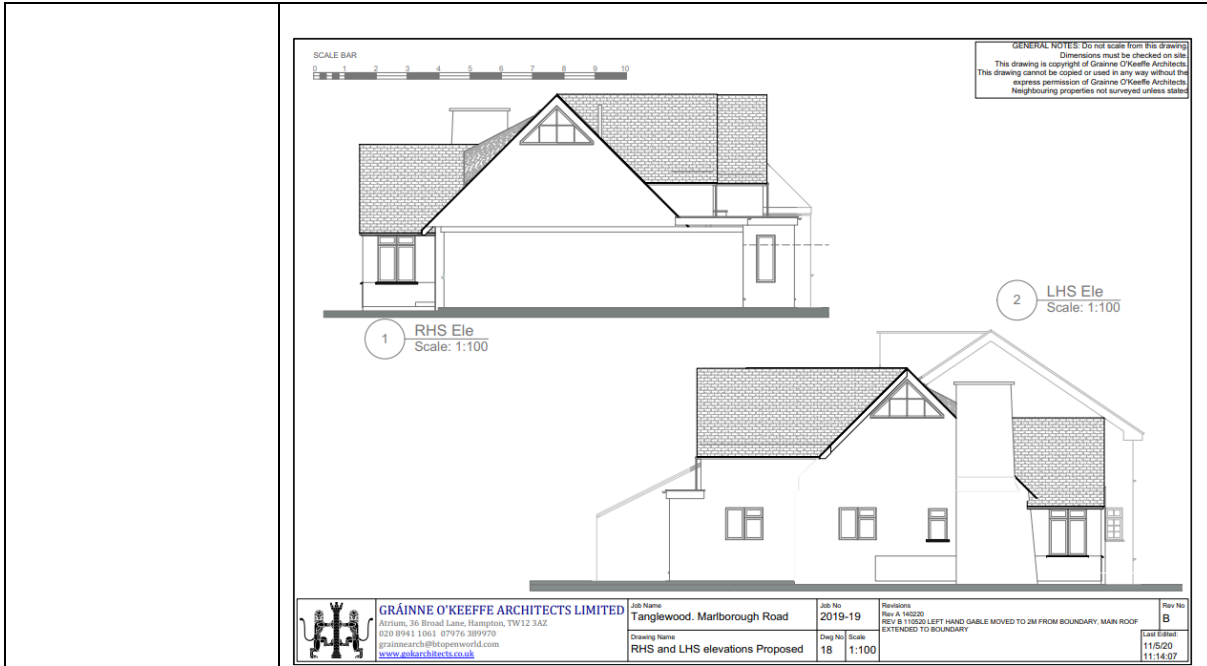 SCALE BAR
0 1 2 3 4 5 6 7 8 9 10
GENERAL NOTES: Do not scale from this drawing.
Dimensions must be checked on site.
This drawing is copyright of Grainne O'Keeffe Architects.
This drawing cannot be copied or used in any way without the
express permission of Grainne O'Keeffe Architects.
Neighbouring properties not surveyed unless stated
1
RHS Ele
Scale: 1:100
2
LHS Ele
Scale: 1:100
GRÁINNE O'KEEFFE ARCHITECTS LIMITED
Atrium, 36 Broad Lane, Hampton, TW12 3AZ
020 8941 1061 07976 389970
grainnearch@btopenworld.com
www.gokarchitects.co.uk
Job Name
Tanglewood. Marlborough Road
Drawing Name
RHS and LHS elevations Proposed
Job No
2019-19
Dwg No Scale
18 1:100
Revisions
Rev A 140220
REV B 110520 LEFT HAND GABLE MOVED TO 2M FROM BOUNDARY, MAIN ROOF
EXTENDED TO BOUNDARY
Rev No
B
Last Edited:
11/5/20
11:14:07